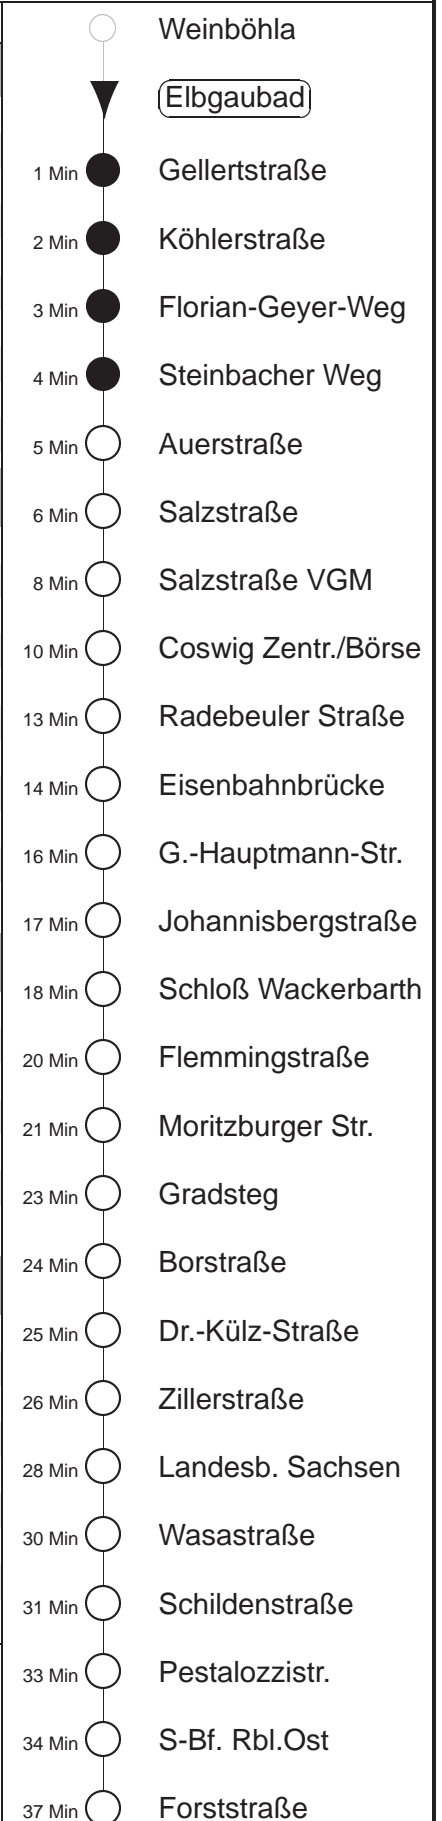 Weinböhla
Elbgaubad
1 Min Gellertstraße
2 Min Köhlerstraße
3 Min Florian-Geyer-Weg
4 Min Steinbacher Weg
5 Min Auerstraße
6 Min Salzstraße
8 Min Salzstraße VGM
10 Min Coswig Zentr./Börse
13 Min Radebeuler Straße
14 Min Eisenbahnbrücke
16 Min G.-Hauptmann-Str.
17 Min Johannisbergstraße
18 Min Schloß Wackerbarth
20 Min Flemmingstraße
21 Min Moritzburger Str.
23 Min Gradsteg
24 Min Borstraße
25 Min Dr.-Külz-Straße
26 Min Zillerstraße
28 Min Landesb. Sachsen
30 Min Wasastraße
31 Min Schildenstraße
33 Min Pestalozzistr.
34 Min S-Bf. Rbl.Ost
37 Min Forststraße